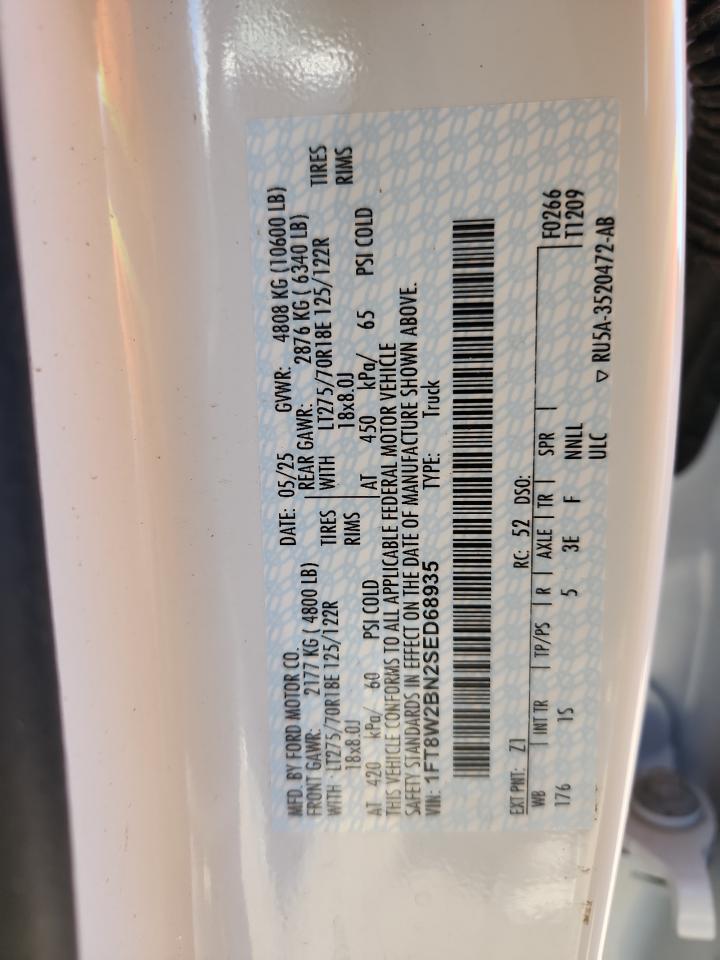 MFD. BY FORD MOTOR CO.
DATE: 05/25 GVWR: 4808 KG (10600 LB)
FRONT GAWR: 2177 KG ( 4800 LB) REAR GAWR: 2876 KG ( 6340 LB)
WITH LT275/70R18E 125/122R TIRES WITH LT275/70R18E 125/122R TIRES
18x8.0J RIMS 18x8.0J RIMS
AT 420 kPa/ 60 PSI COLD AT 450 kPa/ 65 PSI COLD
THIS VEHICLE CONFORMS TO ALL APPLICABLE FEDERAL MOTOR VEHICLE
SAFETY STANDARDS IN EFFECT ON THE DATE OF MANUFACTURE SHOWN ABOVE.
VIN: 1FT8W2BN2SED68935 TYPE: Truck
EXT PNT: Z1 RC: 52 DSO:
WB INT TR TP/PS R AXLE TR SPR F0266
176 1S 5 3E F NNLL T1209
ULC
▽ RU5A-3520472-AB